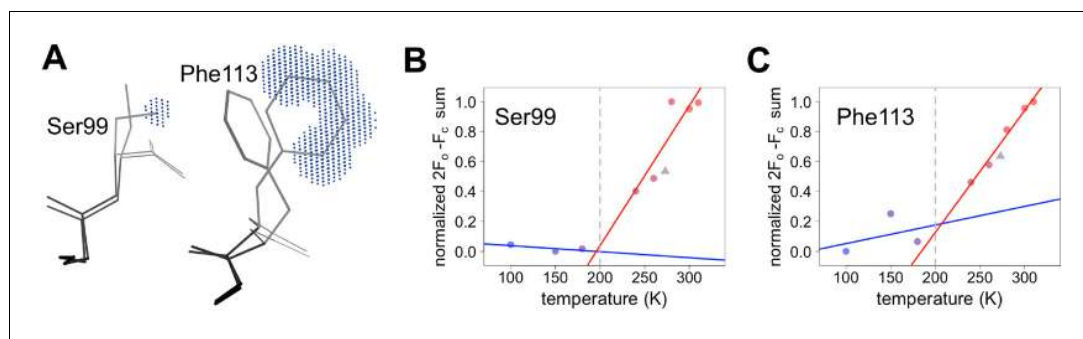 A
Ser99
Phe113
B
normalized 2Fo -Fc sum
1.0
0.8
0.6
0.4
0.2
0.0
Ser99
100 150 200 250 300
temperature (K)
C
normalized 2Fo -Fc sum
1.0
0.8
0.6
0.4
0.2
0.0
Phe113
100 150 200 250 300
temperature (K)